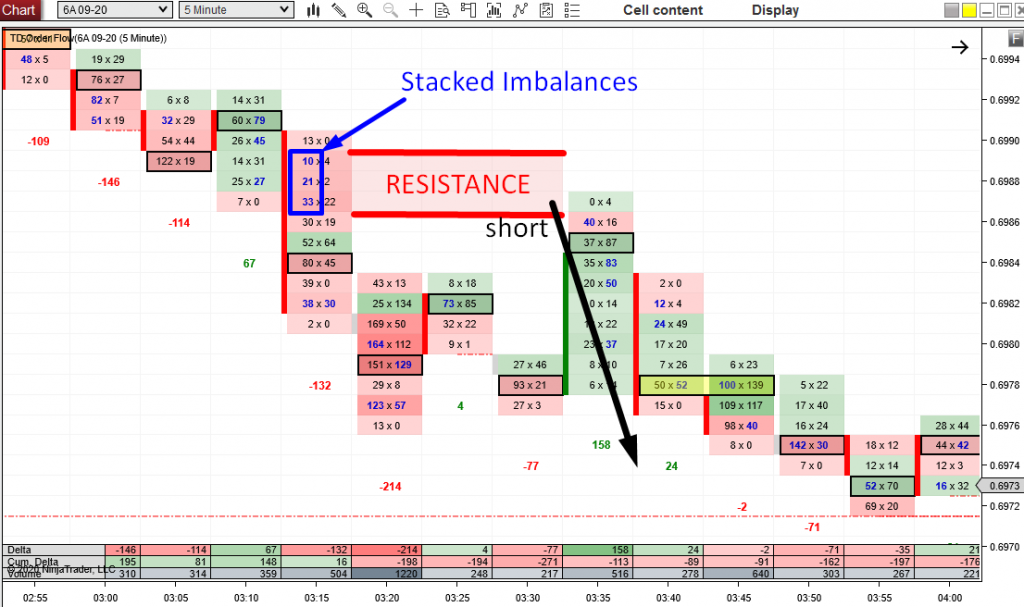 Chart 6A 09-20 5 Minute Cell content Display
TD Order Flow(6A 09-20 (5 Minute))
F
Stacked Imbalances
RESISTANCE
short
48 x 5
12 x 0
-109
19 x 29
76 x 27
82 x 7
51 x 19
-146
6 x 8
32 x 29
54 x 44
122 x 19
-114
14 x 31
60 x 79
26 x 45
14 x 31
25 x 27
7 x 0
67
13 x 0
10 x 4
21 x 2
33 x 22
30 x 19
52 x 64
80 x 45
39 x 0
38 x 30
2 x 0
-132
43 x 13
25 x 134
169 x 50
164 x 112
151 x 129
29 x 8
123 x 57
13 x 0
-214
8 x 18
73 x 85
32 x 22
9 x 1
4
27 x 46
93 x 21
27 x 3
-77
0 x 4
40 x 16
37 x 87
35 x 83
20 x 50
x 14
x 22
x 37
8 x 10
6 x
158
2 x 0
12 x 4
24 x 49
17 x 20
7 x 26
50 x 52
15 x 0
24
6 x 23
100 x 139
109 x 117
98 x 40
8 x 0
-2
5 x 22
17 x 40
16 x 24
142 x 30
7 x 0
-71
18 x 12
12 x 14
52 x 70
69 x 20
28 x 44
44 x 42
12 x 3
16 x 32
0.6994
0.6992
0.6990
0.6988
0.6986
0.6984
0.6982
0.6980
0.6978
0.6976
0.6974
0.6973
0.6972
0.6970
Delta -146 -114 67 -132 -214 4 -77 158 24 -2 -71 -35 21
Cum. Delta 195 81 148 16 -198 -194 -271 -113 -89 -91 -162 -197 -176
© 2020 NinjaTrader, LLC
Volume 310 314 359 504 1220 248 217 516 278 640 303 267 221
02:55 03:00 03:05 03:10 03:15 03:20 03:25 03:30 03:35 03:40 03:45 03:50 03:55 04:00